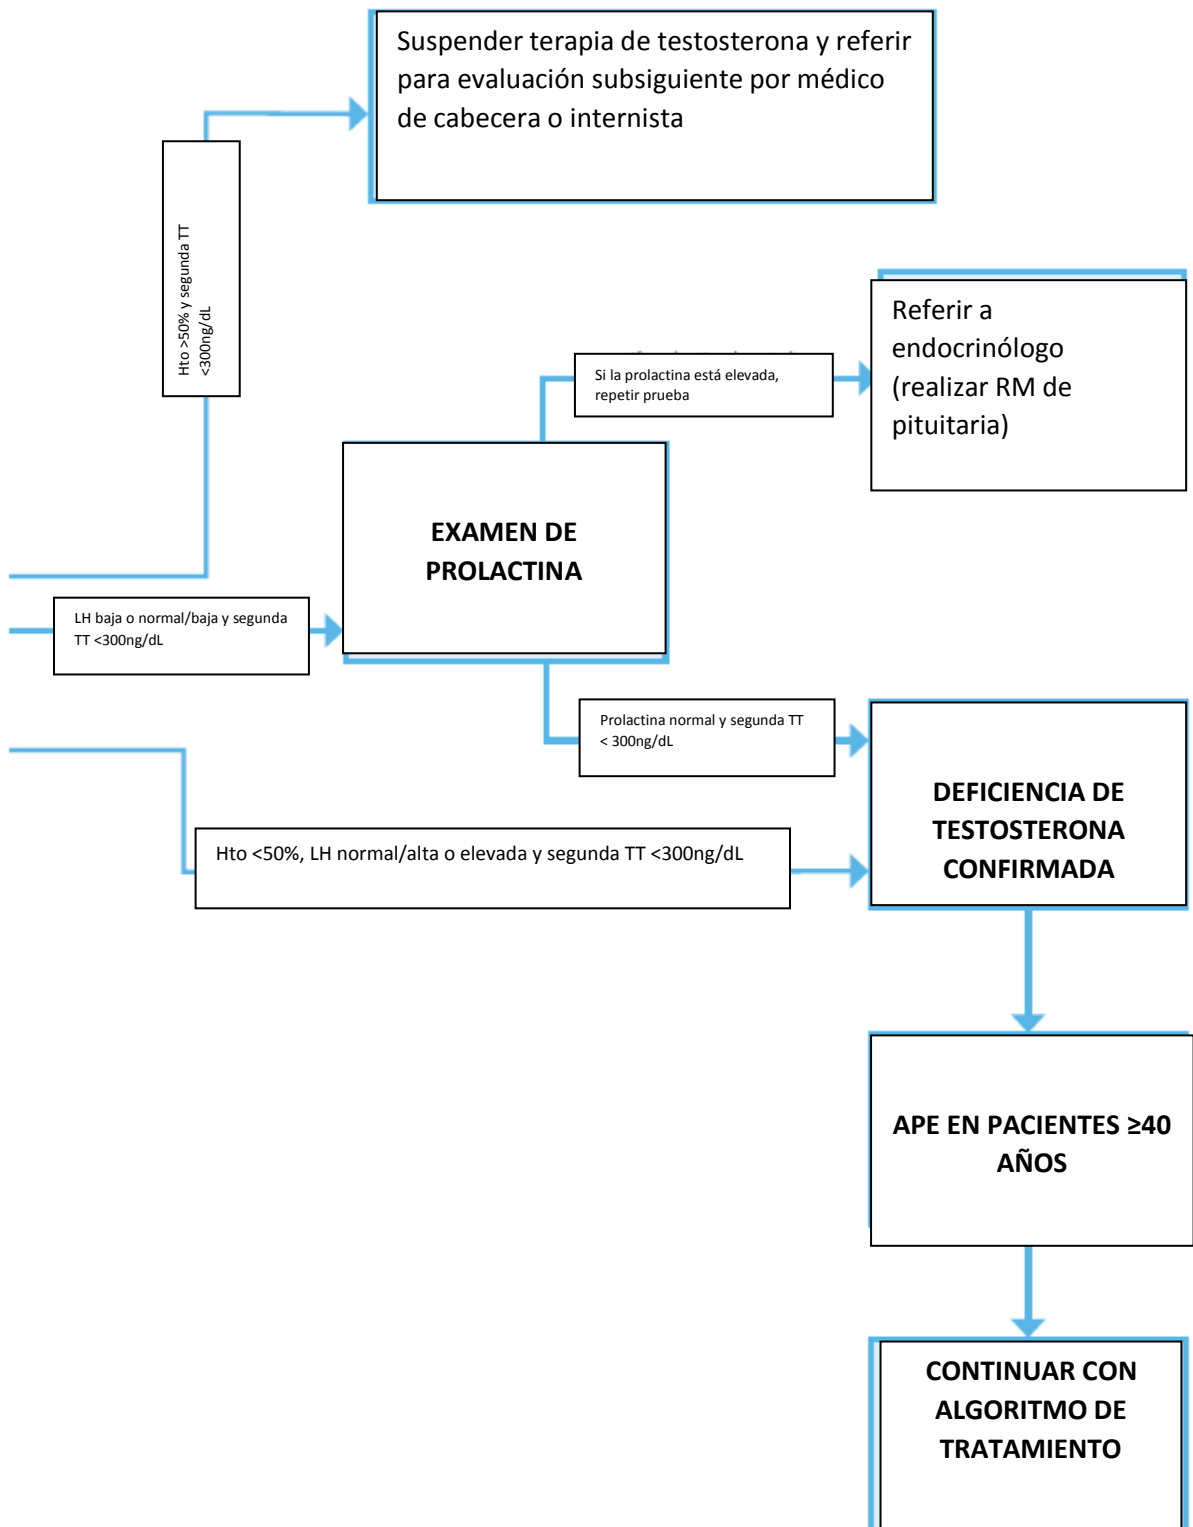 Suspender terapia de testosterona y referir
para evaluación subsiguiente por médico
de cabecera o internista
Hto >50% y segunda TT
<300ng/dL
Referir a
endocrinólogo
(realizar RM de
pituitaria)
Si la prolactina está elevada,
repetir prueba
EXAMEN DE
PROLACTINA
LH baja o normal/baja y segunda
TT <300ng/dL
Prolactina normal y segunda TT
< 300ng/dL
DEFICIENCIA DE
TESTOSTERONA
CONFIRMADA
Hto <50%, LH normal/alta o elevada y segunda TT <300ng/dL
APE EN PACIENTES ≥40
AÑOS
CONTINUAR CON
ALGORITMO DE
TRATAMIENTO